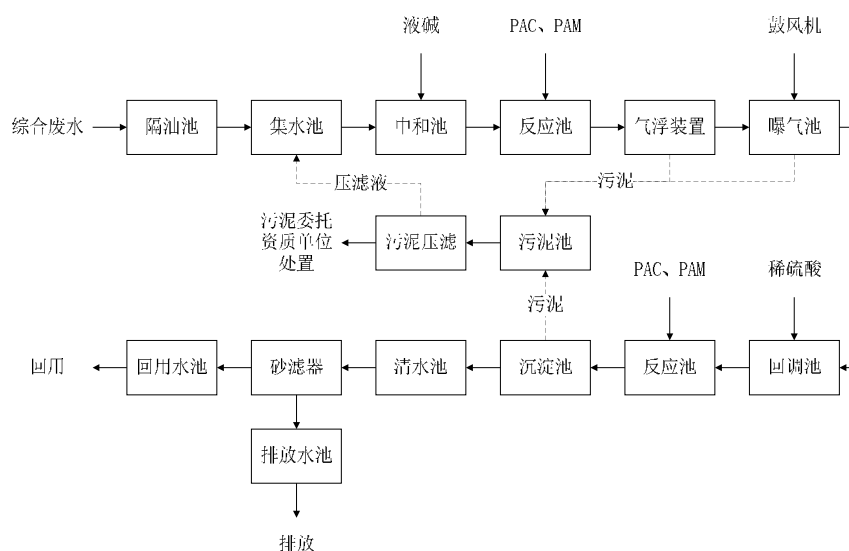 液碱
PAC、PAM
鼓风机
综合废水
隔油池
集水池
中和池
反应池
气浮装置
曝气池
压滤液
污泥
污泥委托
资质单位
处置
污泥压滤
污泥池
污泥
PAC、PAM
稀硫酸
回用
回用水池
砂滤器
清水池
沉淀池
反应池
回调池
排放水池
排放